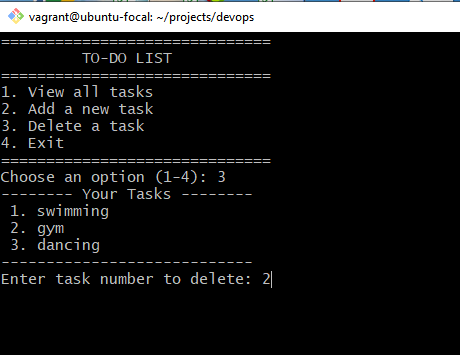 vagrant@ubuntu-focal: ~/projects/devops
==============================
TO-DO LIST
==============================
1. View all tasks
2. Add a new task
3. Delete a task
4. Exit
==============================
Choose an option (1-4): 3
-------- Your Tasks --------
1. swimming
2. gym
3. dancing
----------------------------
Enter task number to delete: 2